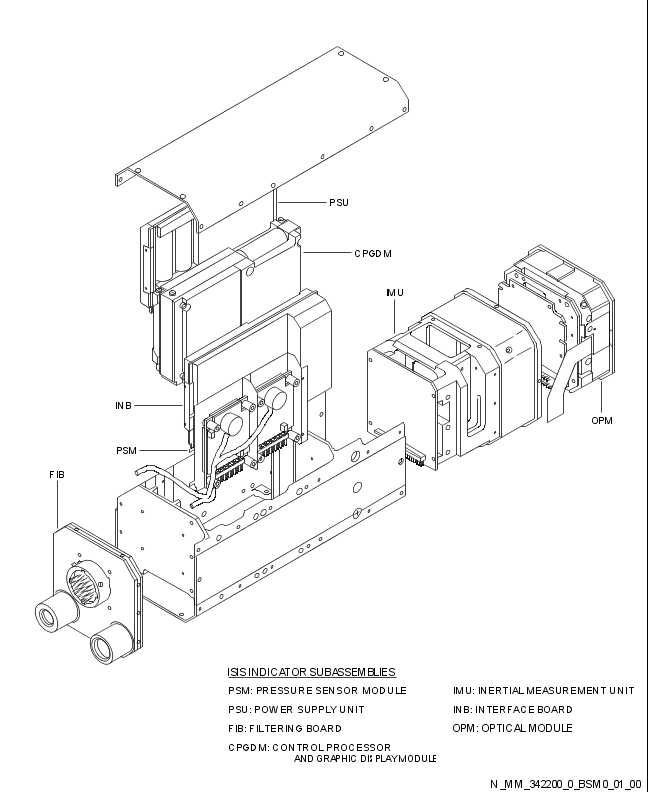 PSU
CPGDM
IMU
INB
OPM
PSM
FIB
ISIS INDICATOR SUBASSEMBLIES
PSM: PRESSURE SENSOR MODULE
IMU: INERTIAL MEASUREMENT UNIT
PSU: POWER SUPPLY UNIT
INB: INTERFACE BOARD
FIB: FILTERING BOARD
OPM: OPTICAL MODULE
CPGDM: CONTROL PROCESSOR
AND GRAPHIC DISPLAY MODULE
N_MM_342200_0_BSM0_01_00